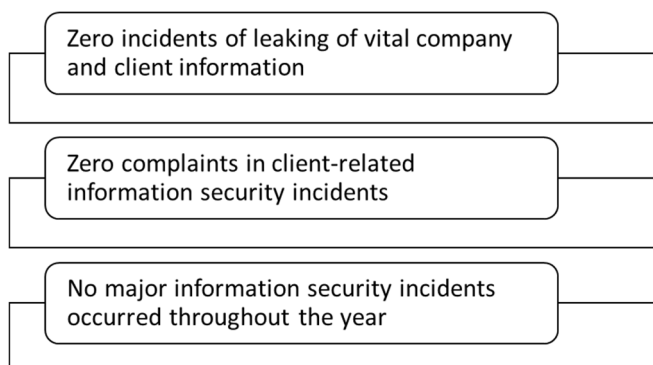 Zero incidents of leaking of vital company
and client information
Zero complaints in client-related
information security incidents
No major information security incidents
occurred throughout the year